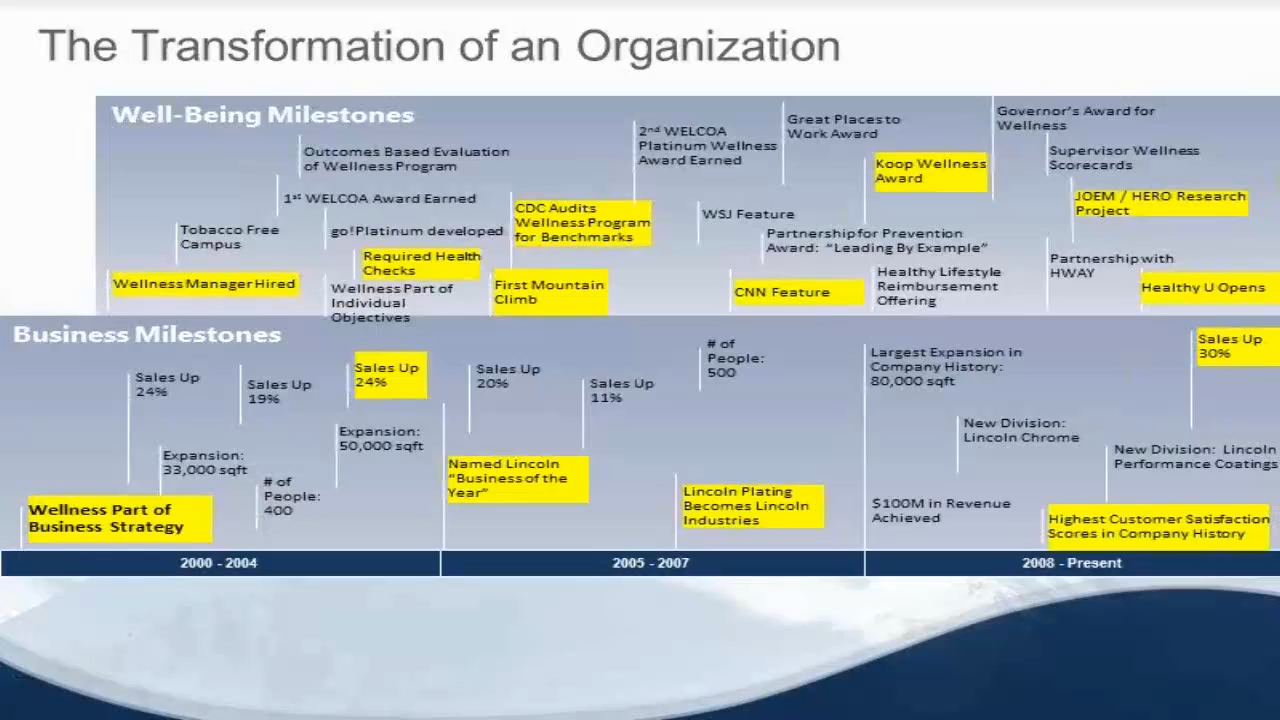 The Transformation of an Organization
Well-Being Milestones
Outcomes Based Evaluation
of Wellness Program
1st WELCOA Award Earned
Tobacco Free
Campus
go!Platinum developed
Wellness Manager Hired
Required Health
Checks
Wellness Part of
Individual
Objectives
CDC Audits
Wellness Program
for Benchmarks
First Mountain
Climb
2nd WELCOA
Platinum Wellness
Award Earned
WSJ Feature
Great Places to
Work Award
Partnership for Prevention
Award: “Leading By Example”
CNN Feature
Koop Wellness
Award
Healthy Lifestyle
Reimbursement
Offering
Governor’s Award for
Wellness
Supervisor Wellness
Scorecards
JOEM / HERO Research
Project
Partnership with
HWAY
Healthy U Opens
Business Milestones
Sales Up
24%
Sales Up
19%
Sales Up
24%
Expansion:
33,000 sqft
# of
People:
400
Expansion:
50,000 sqft
Wellness Part of
Business Strategy
Sales Up
20%
Sales Up
11%
# of
People:
500
Named Lincoln
“Business of the
Year”
Lincoln Plating
Becomes Lincoln
Industries
Largest Expansion in
Company History:
80,000 sqft
New Division:
Lincoln Chrome
$100M in Revenue
Achieved
Sales Up
30%
New Division: Lincoln
Performance Coatings
Highest Customer Satisfaction
Scores in Company History
2000 - 2004
2005 - 2007
2008 - Present